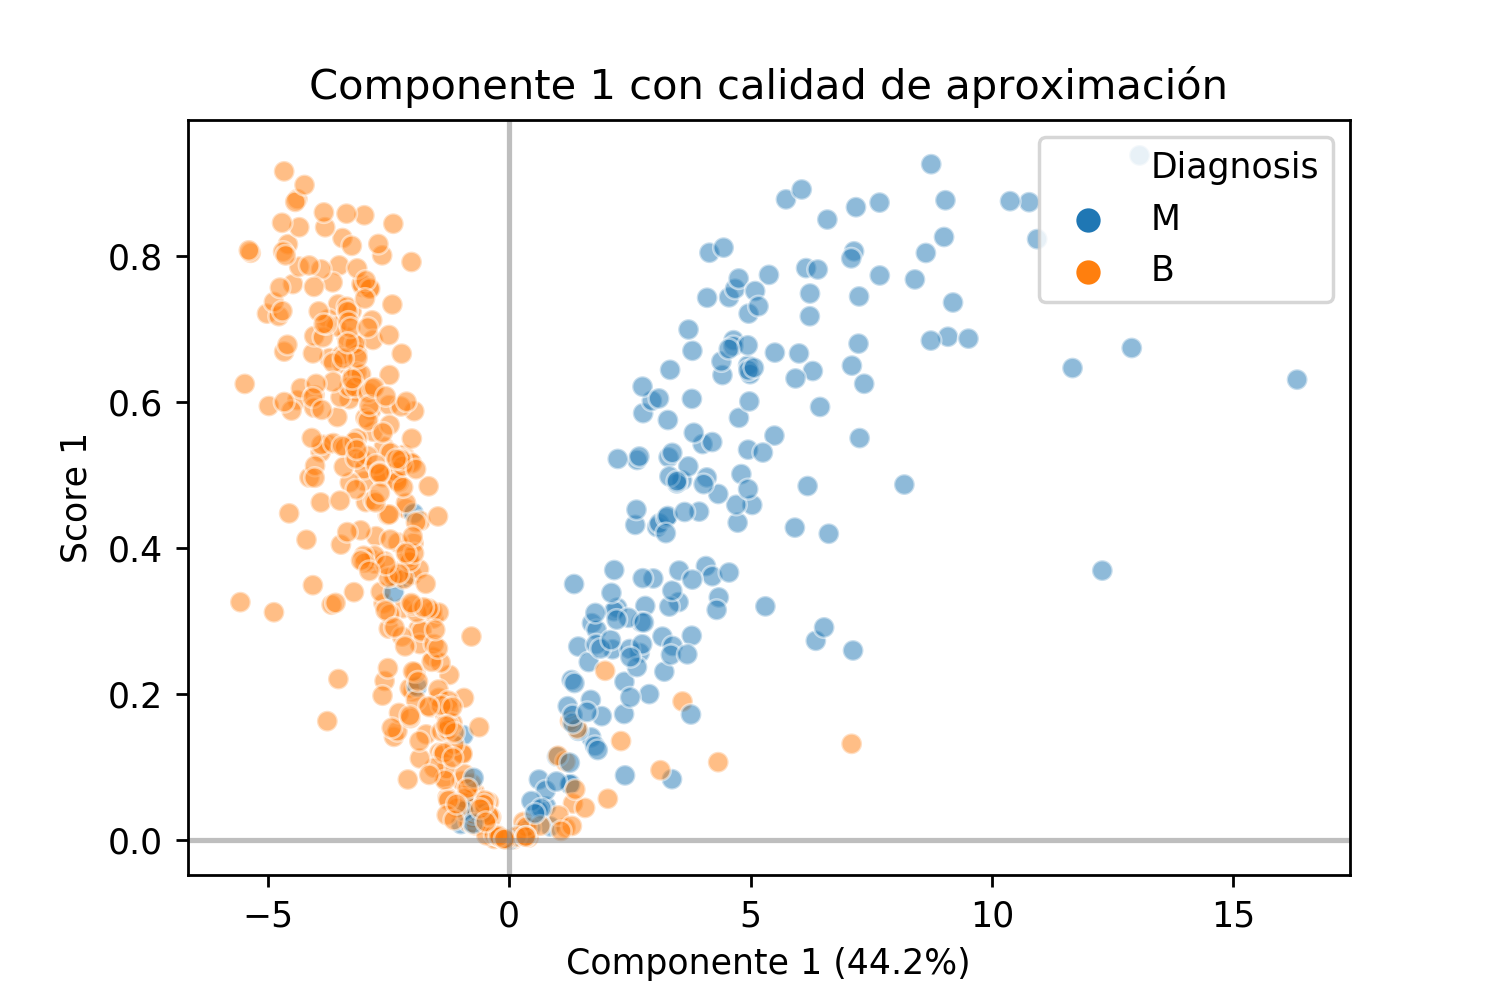 Componente 1 con calidad de aproximación
Diagnosis
M
B
Score 1
0.8
0.6
0.4
0.2
0.0
−5 0 5 10 15
Componente 1 (44.2%)